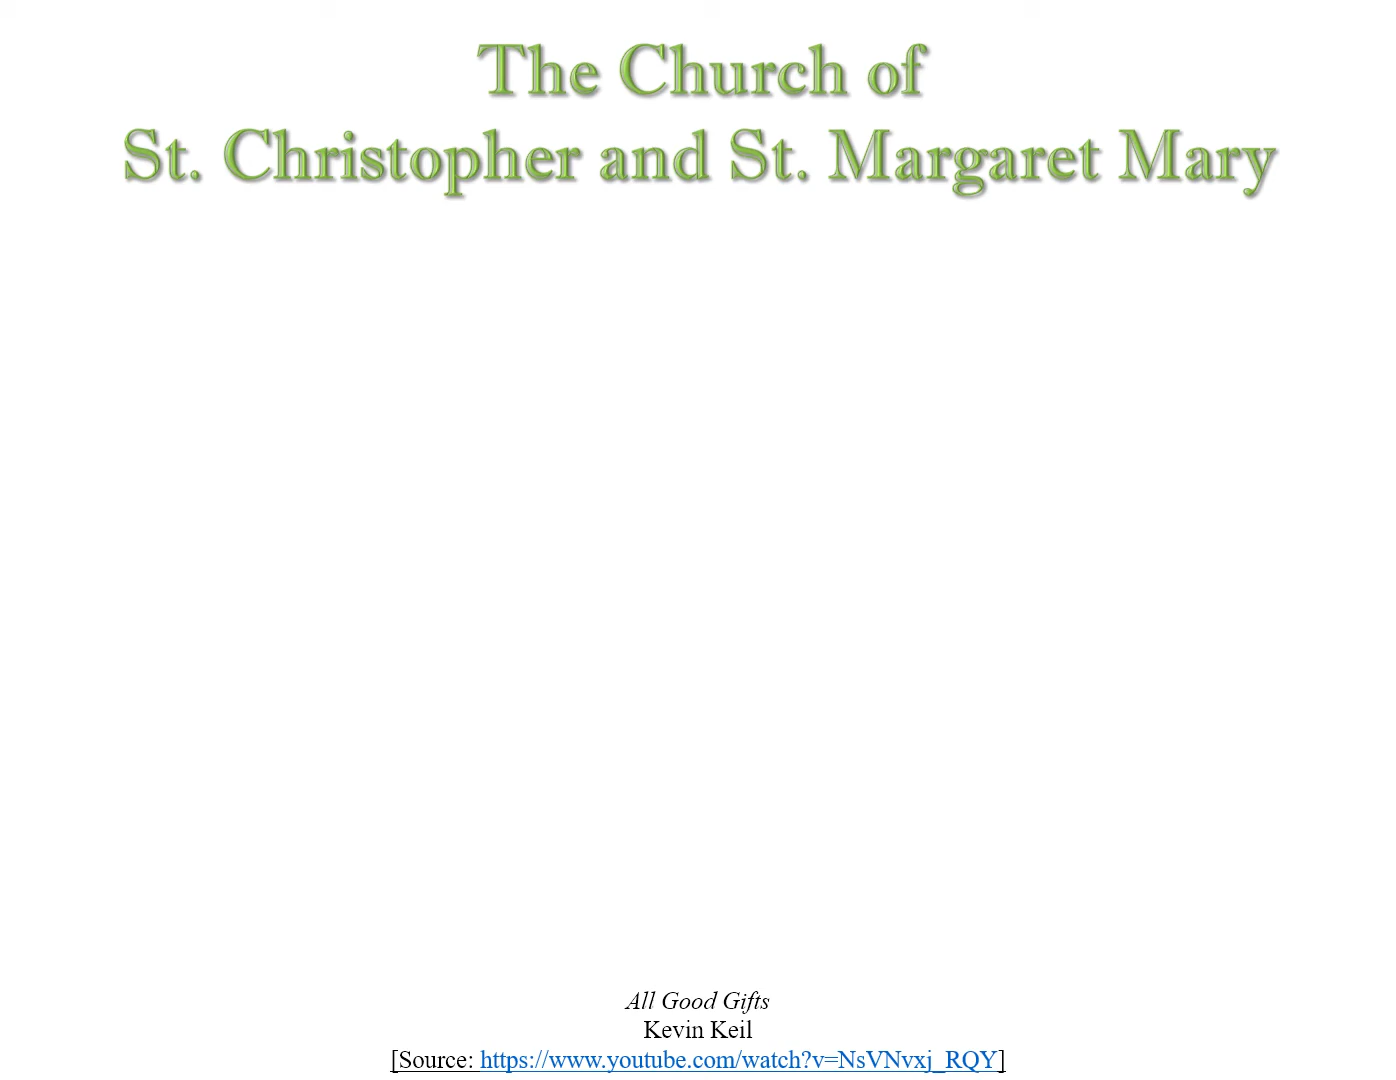 The Church of
St. Christopher and St. Margaret Mary
All Good Gifts
Kevin Keil
[Source: https://www.youtube.com/watch?v=NsVNvxj_RQY]